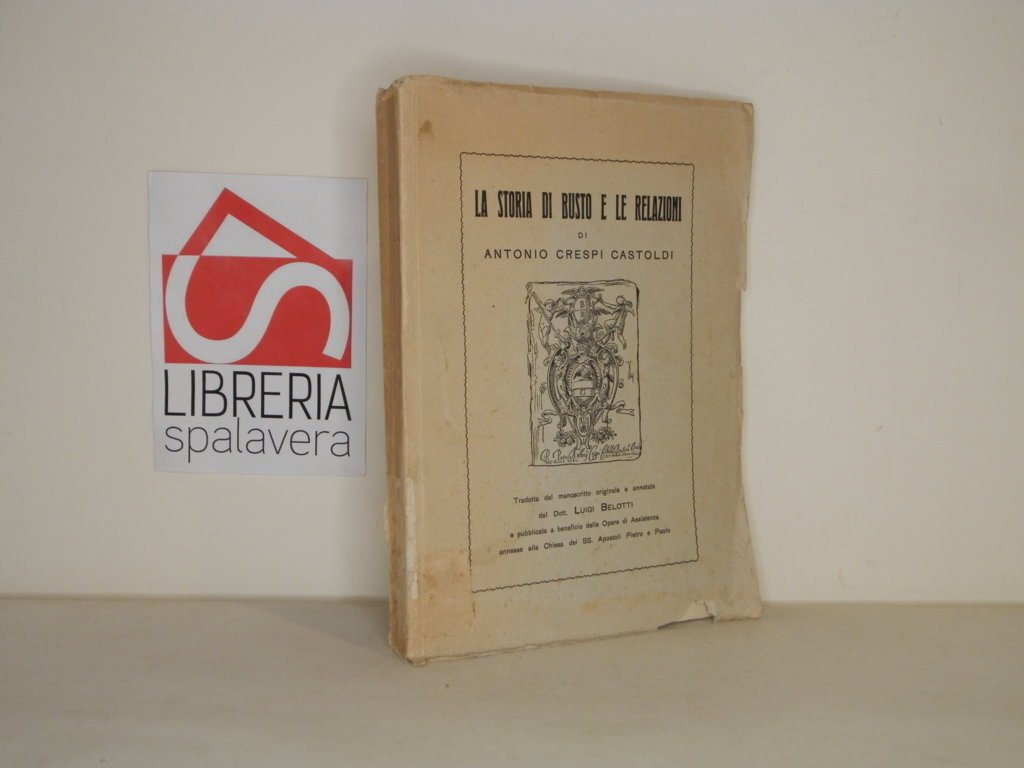 LIBRERIA
spalavera
LA STORIA DI BUSTO E LE RELAZIONI
DI
ANTONIO CRESPI CASTOLDI
Tradotta dal manoscritto originale e annotata
dal Dott. LUIGI BELOTTI
e pubblicata a beneficio delle Opere di Assistenza
annesse alla Chiesa dei SS. Apostoli Pietro e Paolo